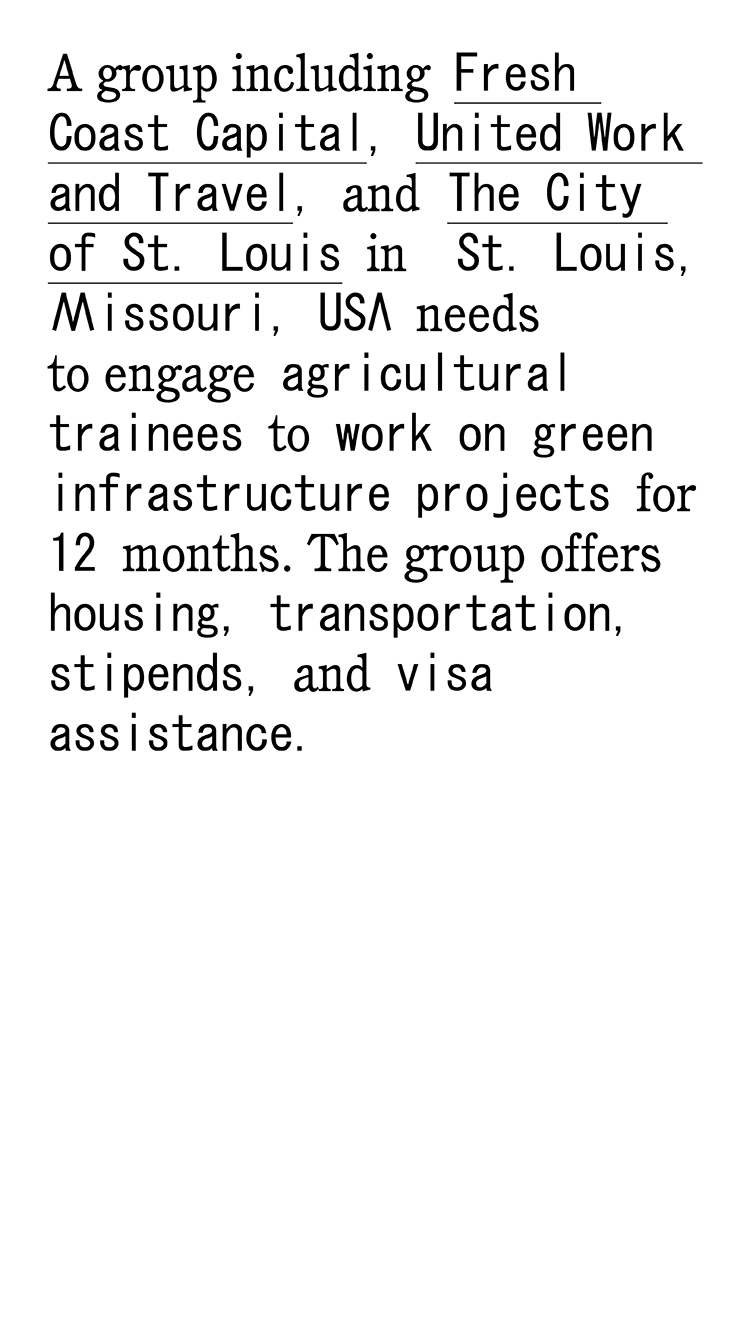 A group including Fresh
Coast Capital, United Work
and Travel, and The City
of St. Louis in St. Louis,
Missouri, USA needs
to engage agricultural
trainees to work on green
infrastructure projects for
12 months. The group offers
housing, transportation,
stipends, and visa
assistance.